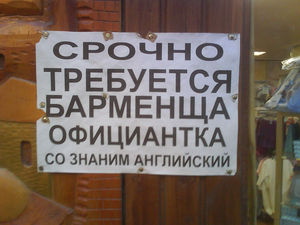 СРОЧНО
ТРЕБУЕТСЯ
БАРМЕНЩА
ОФИЦИАНТКА
СО ЗНАНИМ АНГЛИЙСКИЙ